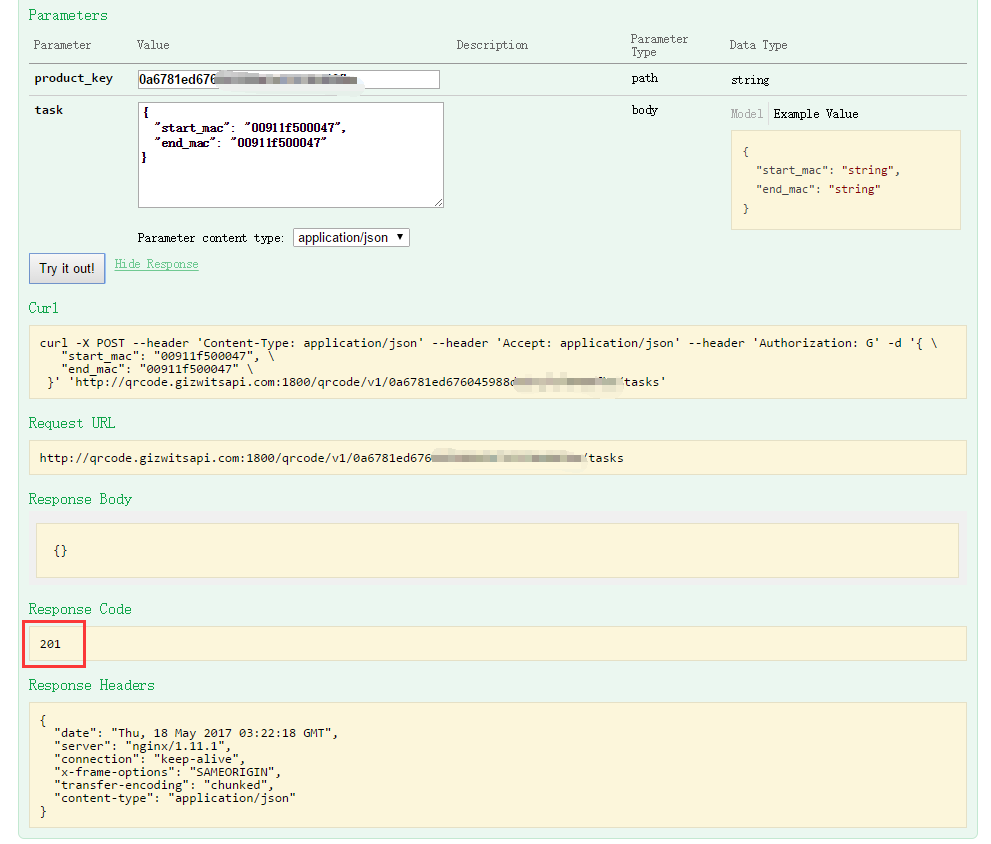 Parameters
Parameter Value Description Parameter Type Data Type
product_key 0a6781ed676 path string
task { body Model Example Value
"start_mac": "00911f500047",
"end_mac": "00911f500047"
}
{
"start_mac": "string",
"end_mac": "string"
}
Parameter content type: application/json
Try it out! Hide Response
Curl
curl -X POST --header 'Content-Type: application/json' --header 'Accept: application/json' --header 'Authorization: G' -d '{ \
"start_mac": "00911f500047", \
"end_mac": "00911f500047" \
}' 'http://qrcode.gizwitsapi.com:1800/qrcode/v1/0a6781ed676045988d /tasks'
Request URL
http://qrcode.gizwitsapi.com:1800/qrcode/v1/0a6781ed676 /tasks
Response Body
{}
Response Code
201
Response Headers
{
"date": "Thu, 18 May 2017 03:22:18 GMT",
"server": "nginx/1.11.1",
"connection": "keep-alive",
"x-frame-options": "SAMEORIGIN",
"transfer-encoding": "chunked",
"content-type": "application/json"
}